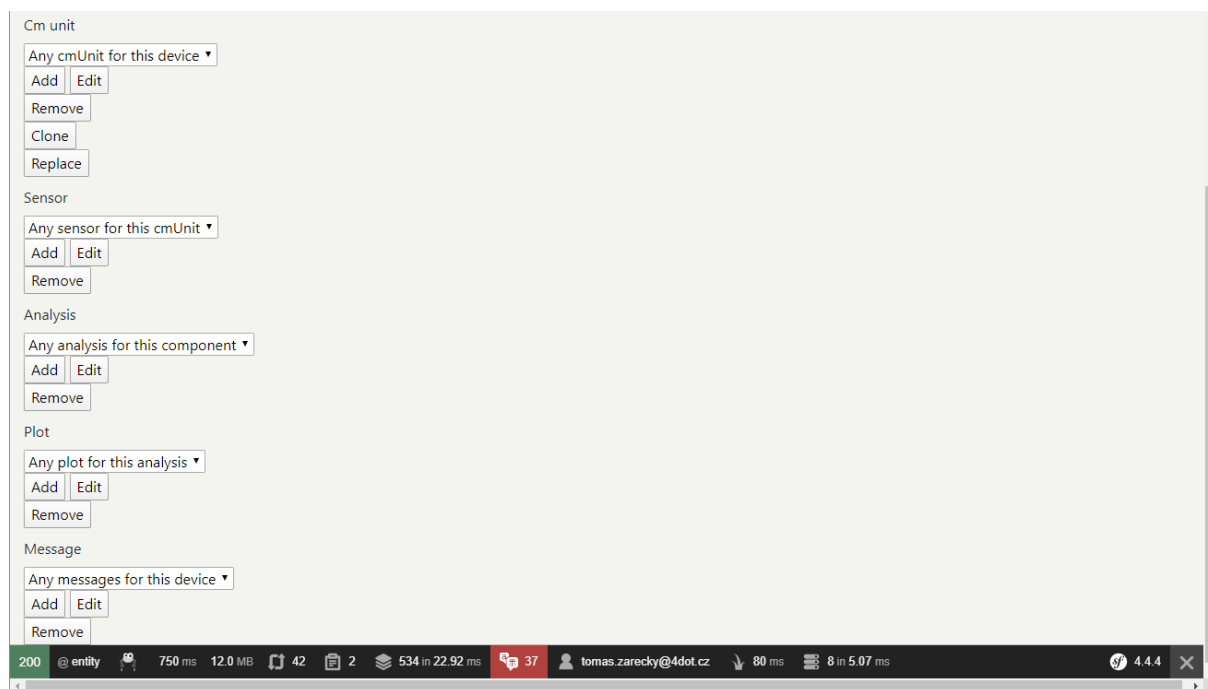 Cm unit
Any cmUnit for this device
Add Edit
Remove
Clone
Replace
Sensor
Any sensor for this cmUnit
Add Edit
Remove
Analysis
Any analysis for this component
Add Edit
Remove
Plot
Any plot for this analysis
Add Edit
Remove
Message
Any messages for this device
Add Edit
Remove
200 @ entity 750 ms 12.0 MB 42 2 534 in 22.92 ms 37 tomas.zarecky@4dot.cz 80 ms 8 in 5.07 ms 4.4.4